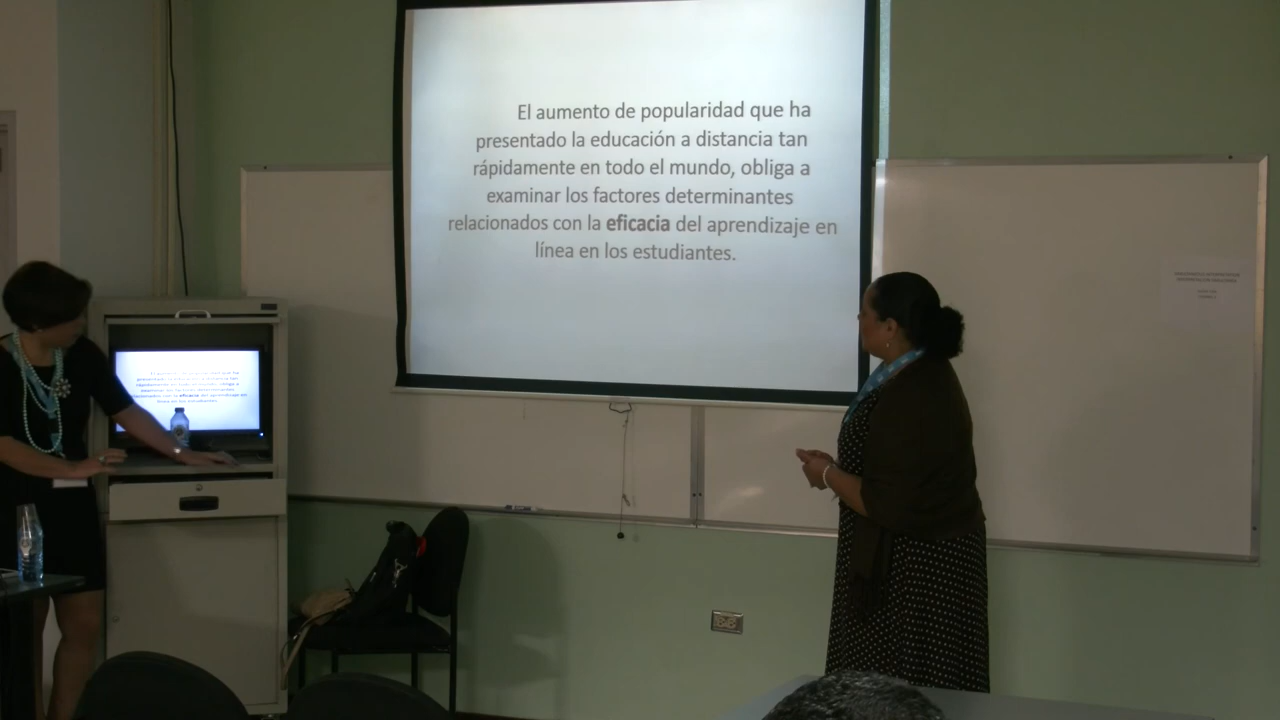 El aumento de popularidad que ha
presentado la educación a distancia tan
rápidamente en todo el mundo, obliga a
examinar los factores determinantes
relacionados con la eficacia del aprendizaje en
línea en los estudiantes.